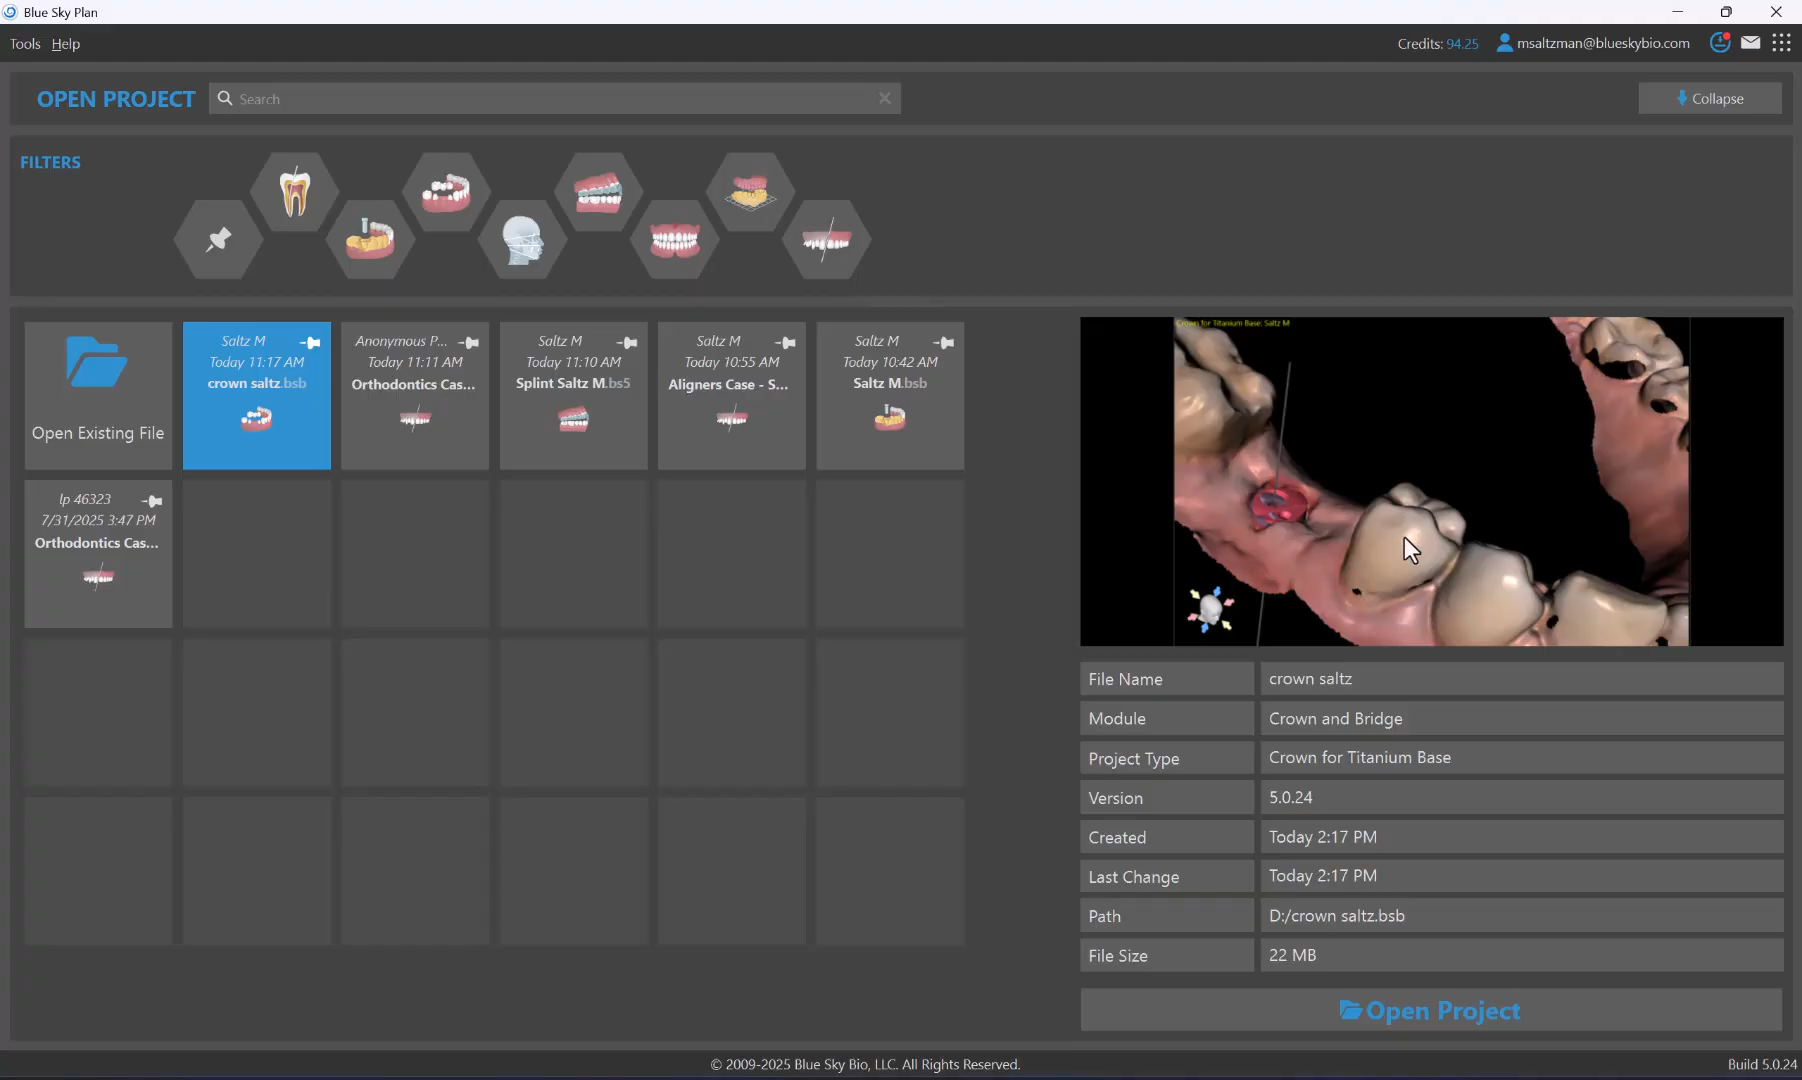 Blue Sky Plan
Tools Help
Credits: 94.25 msaltzman@blueskybio.com
OPEN PROJECT
Search
Collapse
FILTERS
Open Existing File
Saltz M
Today 11:17 AM
crown saltz.bsb
Anonymous P...
Today 11:11 AM
Orthodontics Cas...
Saltz M
Today 11:10 AM
Splint Saltz M.bs5
Saltz M
Today 10:55 AM
Aligners Case - S...
Saltz M
Today 10:42 AM
Saltz M.bsb
lp 46323
7/31/2025 3:47 PM
Orthodontics Cas...
Crown for Titanium Base; Saltz M
File Name crown saltz
Module Crown and Bridge
Project Type Crown for Titanium Base
Version 5.0.24
Created Today 2:17 PM
Last Change Today 2:17 PM
Path D:/crown saltz.bsb
File Size 22 MB
Open Project
© 2009-2025 Blue Sky Bio, LLC. All Rights Reserved.
Build 5.0.24